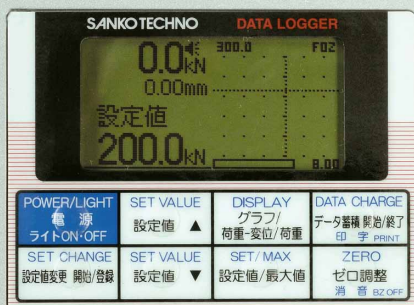 SANKO TECHNO DATA LOGGER
0.0kN 300.0 F02
0.00mm
設定値
200.0kN 8.00
POWER/LIGHT
電 源
ライトON・OFF
SET VALUE
設定値 ▲
DISPLAY
グラフ/
荷重-変位/荷重
DATA CHARGE
データ蓄積 開始/終了
印 字 PRINT
SET CHANGE
設定値変更 開始/登録
SET VALUE
設定値 ▼
SET/MAX
設定値/最大値
ZERO
ゼロ調整
消 音 BZ OFF